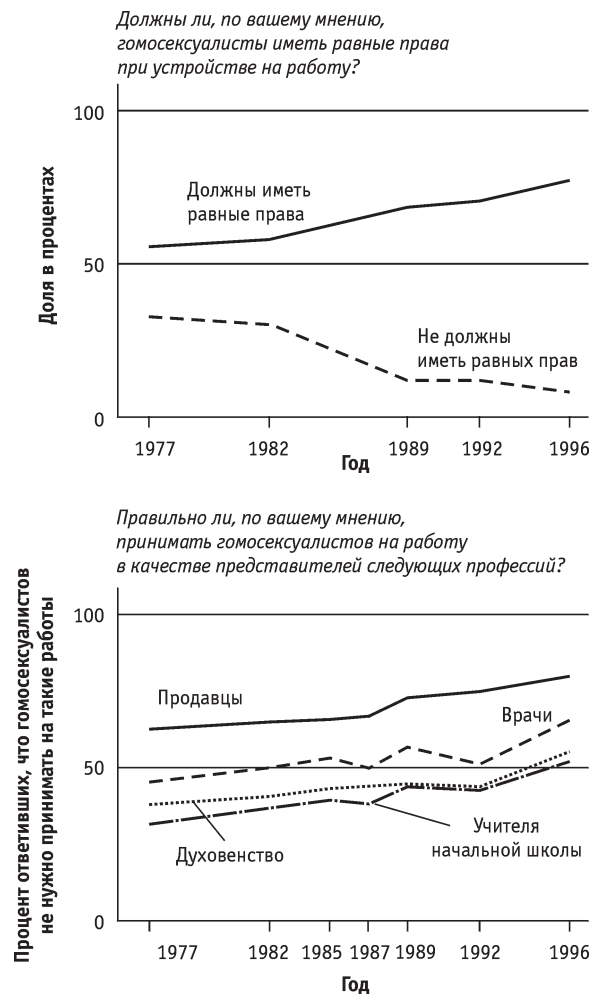 Должны ли, по вашему мнению,
гомосексуалисты иметь равные права
при устройстве на работу?
Доля в процентах
100
50
0
Должны иметь
равные права
Не должны
иметь равных прав
1977 1982 1989 1992 1996
Год
Правильно ли, по вашему мнению,
принимать гомосексуалистов на работу
в качестве представителей следующих профессий?
Процент ответивших, что гомосексуалистов
не нужно принимать на такие работы
100
50
0
Продавцы
Врачи
Духовенство
Учителя
начальной школы
1977 1982 1985 1987 1989 1992 1996
Год